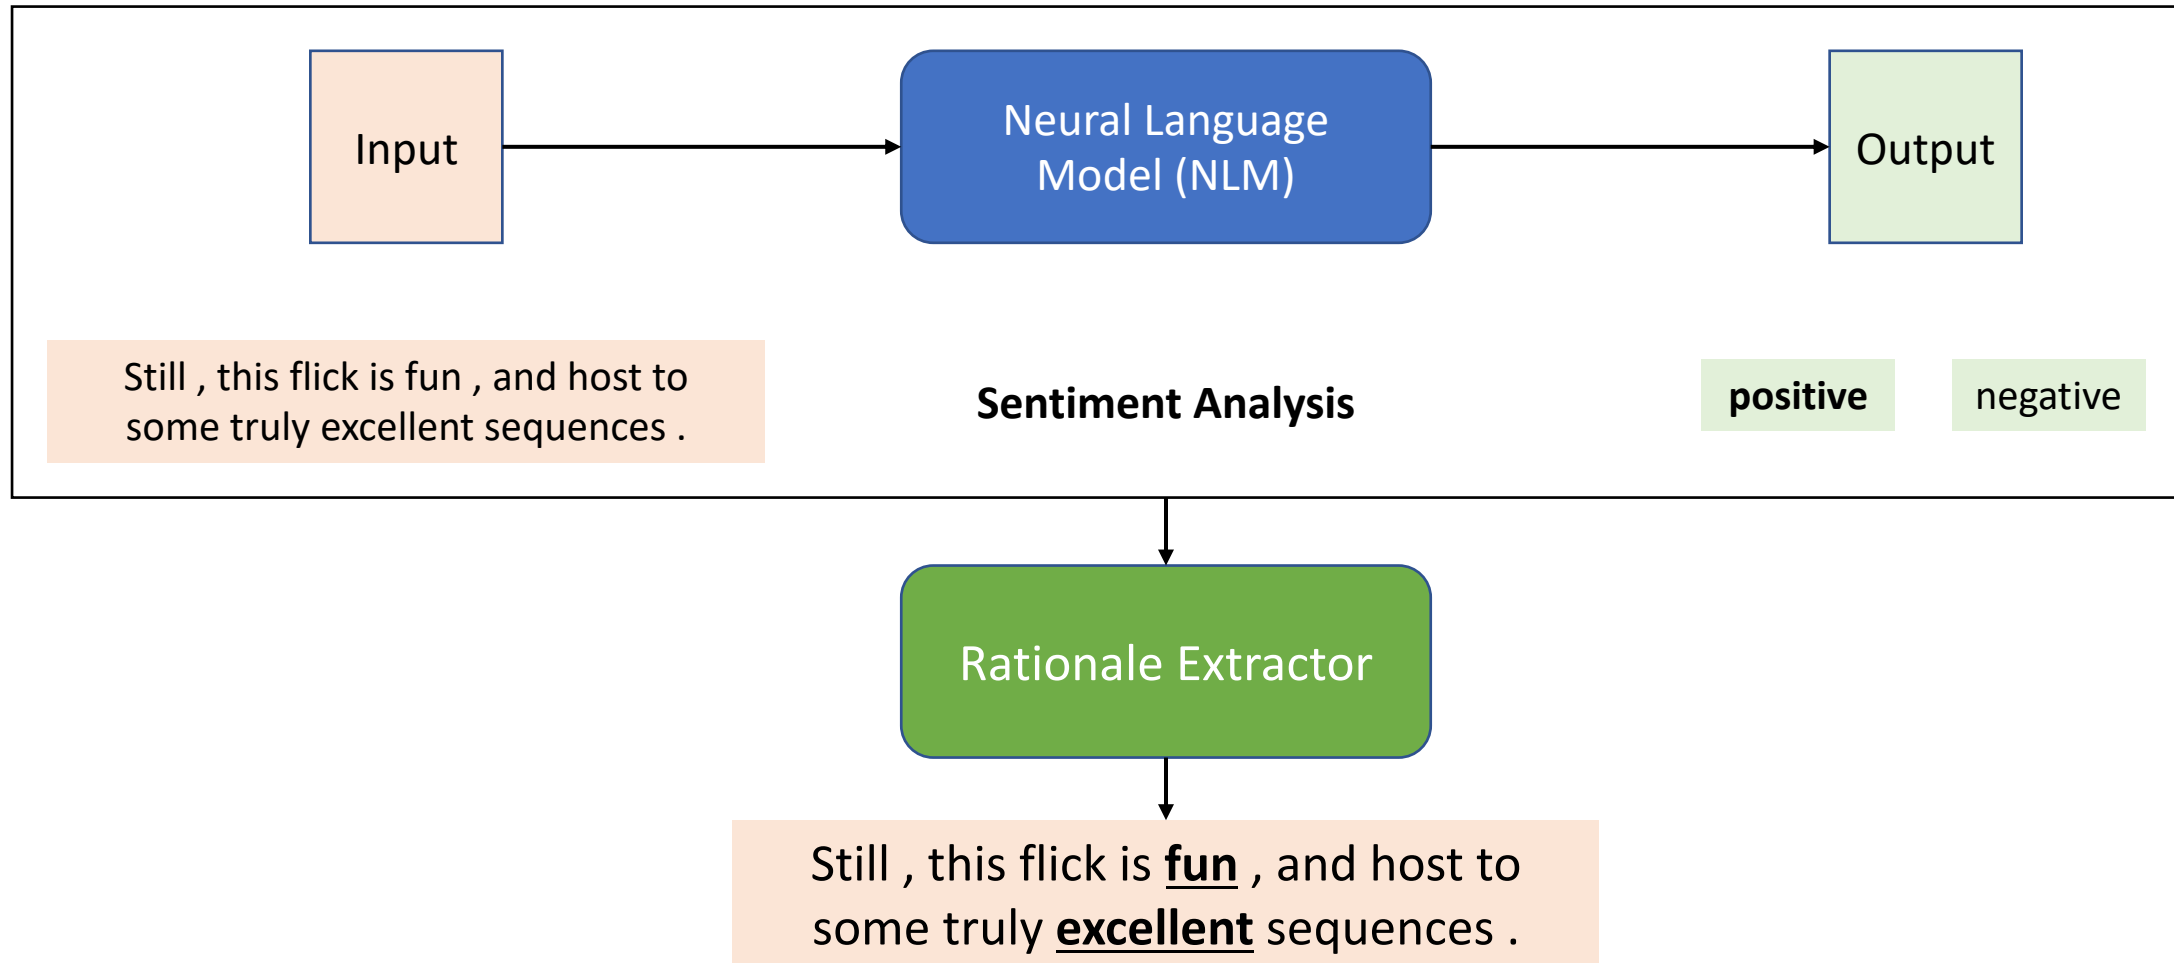 Input
Neural Language
Model (NLM)
Output
Still , this flick is fun , and host to
some truly excellent sequences .
Sentiment Analysis
positive
negative
Rationale Extractor
Still , this flick is fun , and host to
some truly excellent sequences .